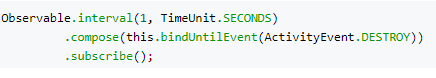 Observable.interval(1, TimeUnit.SECONDS)
.compose(this.bindUntilEvent(ActivityEvent.DESTROY))
.subscribe();